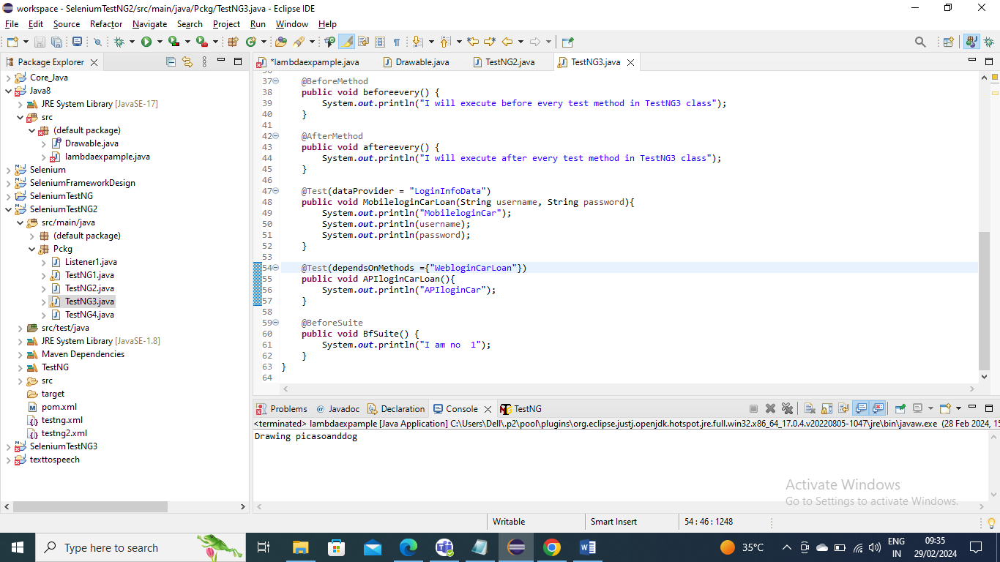 workspace - SeleniumTestNG2/src/main/java/Pckg/TestNG3.java - Eclipse IDE
File Edit Source Refactor Navigate Search Project Run Window Help
Package Explorer
Core_Java
Java8
JRE System Library [JavaSE-17]
src
(default package)
Drawable.java
lambdaexpample.java
Selenium
SeleniumFrameworkDesign
SeleniumTestNG
SeleniumTestNG2
src/main/java
(default package)
Pckg
Listener1.java
TestNG1.java
TestNG2.java
TestNG3.java
TestNG4.java
src/test/java
JRE System Library [JavaSE-1.8]
Maven Dependencies
TestNG
src
target
pom.xml
testng.xml
testng2.xml
SeleniumTestNG3
texttospeech
*lambdaexpample.java Drawable.java TestNG2.java TestNG3.java
37 @BeforeMethod
38 public void beforeevery() {
39 System.out.println("I will execute before every test method in TestNG3 class");
40 }
41
42 @AfterMethod
43 public void aftereevery() {
44 System.out.println("I will execute after every test method in TestNG3 class");
45 }
46
47 @Test(dataProvider = "LoginInfoData")
48 public void MobileloginCarLoan(String username, String password){
49 System.out.println("MobileloginCar");
50 System.out.println(username);
51 System.out.println(password);
52 }
53
54 @Test(dependsOnMethods ={"WebloginCarLoan"})
55 public void APIloginCarLoan(){
56 System.out.println("APIloginCar");
57 }
58
59 @BeforeSuite
60 public void BfSuite() {
61 System.out.println("I am no  1");
62 }
63 }
64
Problems @ Javadoc Declaration Console TestNG
<terminated> lambdaexpample [Java Application] C:\Users\Dell\.p2\pool\plugins\org.eclipse.justj.openjdk.hotspot.jre.full.win32.x86_64_17.0.4.v20220805-1047\jre\bin\javaw.exe (28 Feb 2024, 15
Drawing picasoanddog
Activate Windows
Go to Settings to activate Windows.
Writable Smart Insert 54 : 46 : 1248
Type here to search
35°C
ENG
IN
09:35
29/02/2024